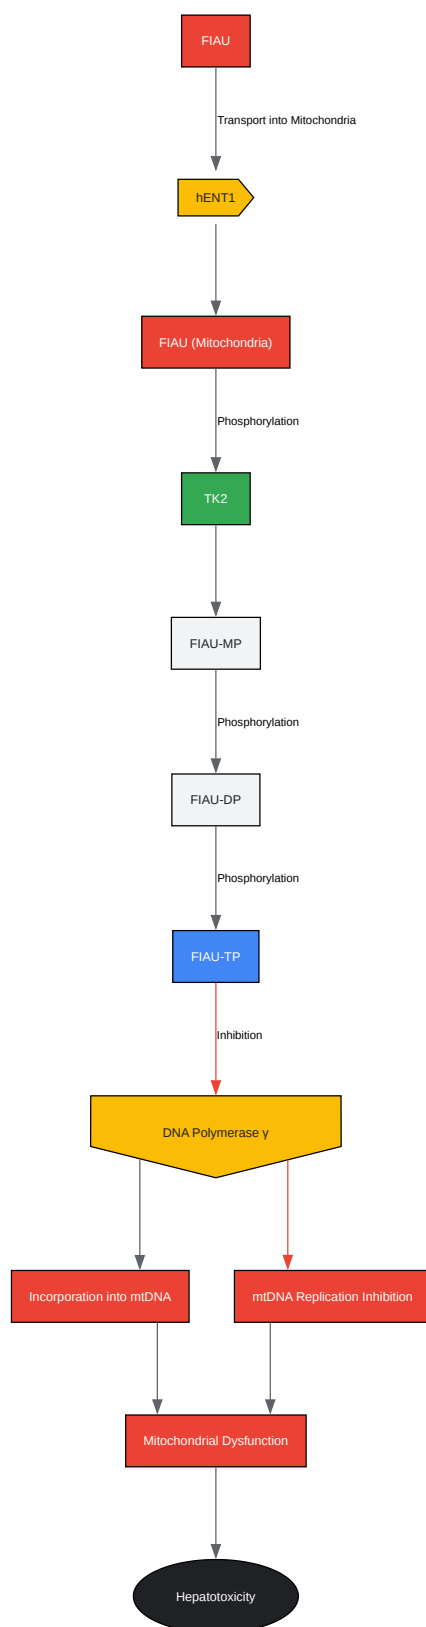 FIAU
Transport into Mitochondria
hENT1
FIAU (Mitochondria)
Phosphorylation
TK2
FIAU-MP
Phosphorylation
FIAU-DP
Phosphorylation
FIAU-TP
Inhibition
DNA Polymerase γ
Incorporation into mtDNA
mtDNA Replication Inhibition
Mitochondrial Dysfunction
Hepatotoxicity